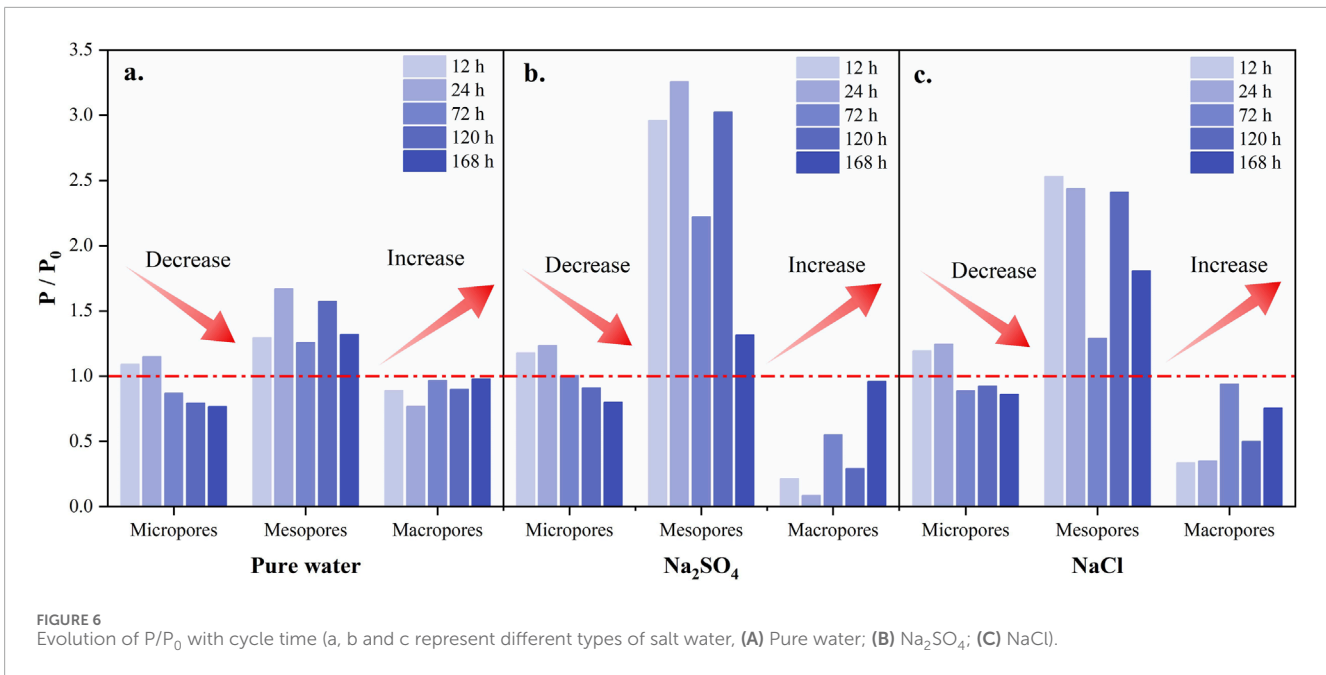 3.5
3.0
2.5
2.0
1.5
1.0
0.5
0.0
P / P₀
a.
12 h
24 h
72 h
120 h
168 h
Decrease
Increase
Micropores
Mesopores
Macropores
Pure water
b.
12 h
24 h
72 h
120 h
168 h
Decrease
Increase
Micropores
Mesopores
Macropores
Na₂SO₄
c.
12 h
24 h
72 h
120 h
168 h
Decrease
Increase
Micropores
Mesopores
Macropores
NaCl
FIGURE 6
Evolution of P/P₀ with cycle time (a, b and c represent different types of salt water, (A) Pure water; (B) Na₂SO₄; (C) NaCl).